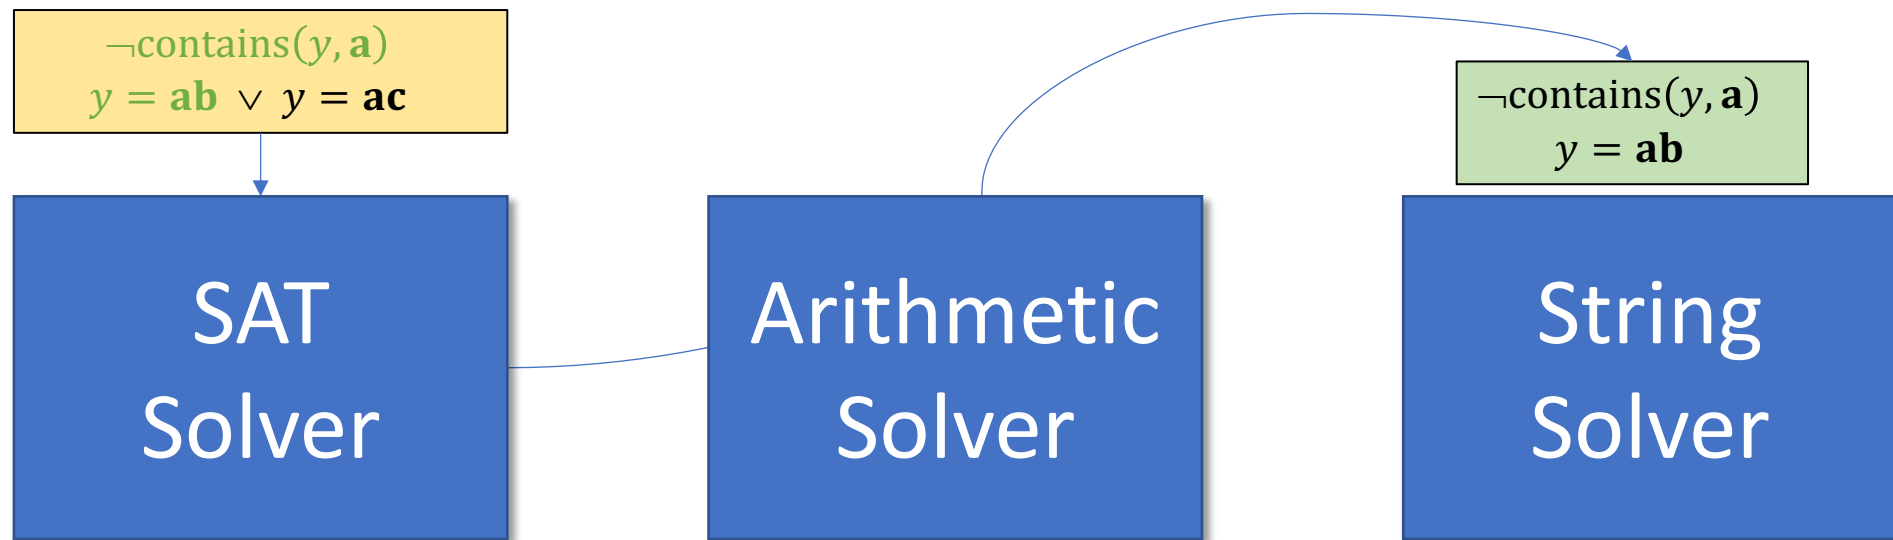 ¬contains(y, a)
y = ab ∨ y = ac
¬contains(y, a)
y = ab
SAT
Solver
Arithmetic
Solver
String
Solver